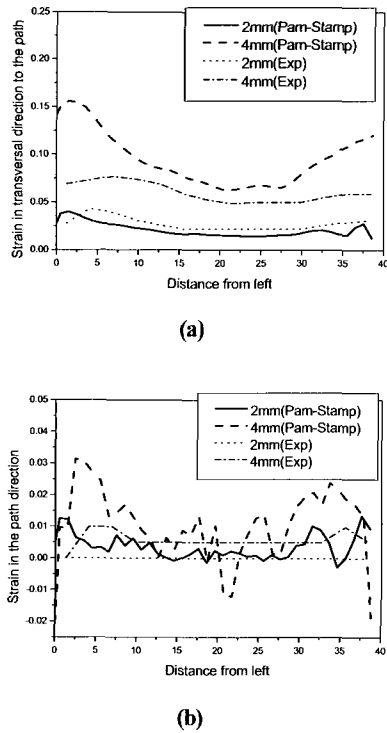 2mm(Pam-Stamp)
4mm(Pam-Stamp)
2mm(Exp)
4mm(Exp)
Strain in transversal direction to the path
0.25
0.20
0.15
0.10
0.05
0.00
0 5 10 15 20 25 30 35 40
Distance from left
(a)
2mm(Pam-Stamp)
4mm(Pam-Stamp)
2mm(Exp)
4mm(Exp)
Strain in the path direction
0.05
0.04
0.03
0.02
0.01
0.00
-0.01
-0.02
0 5 10 15 20 25 30 35 40
Distance from left
(b)